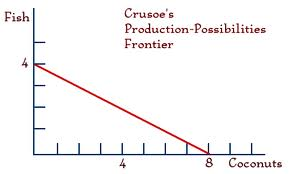 Fish
Crusoe's
Production-Possibilities
Frontier
4
4
8
Coconuts